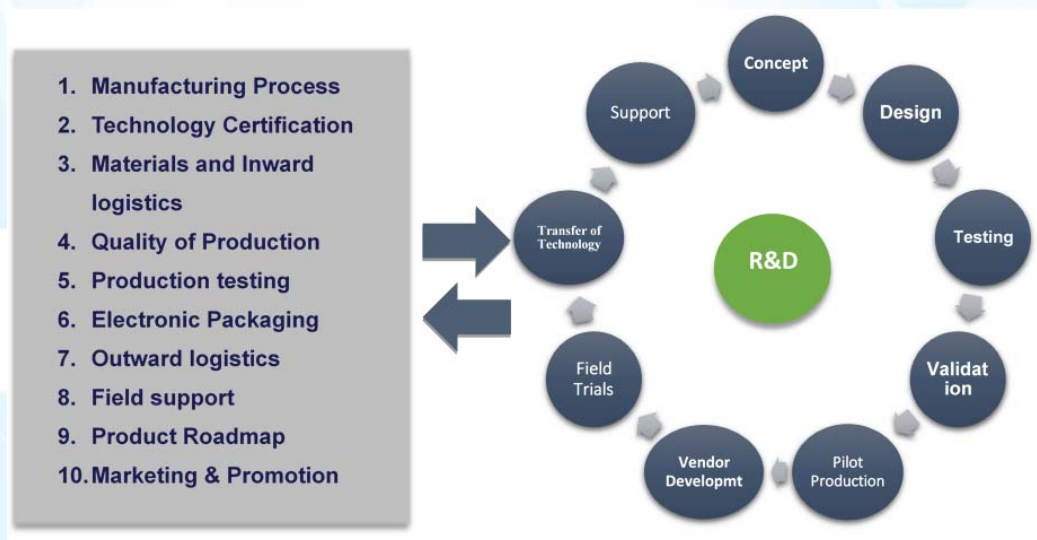 1. Manufacturing Process
2. Technology Certification
3. Materials and Inward
logistics
4. Quality of Production
5. Production testing
6. Electronic Packaging
7. Outward logistics
8. Field support
9. Product Roadmap
10. Marketing & Promotion
Concept
Design
Testing
Validat
ion
Pilot
Production
Vendor
Developmt
Field
Trials
Transfer of
Technology
Support
R&D